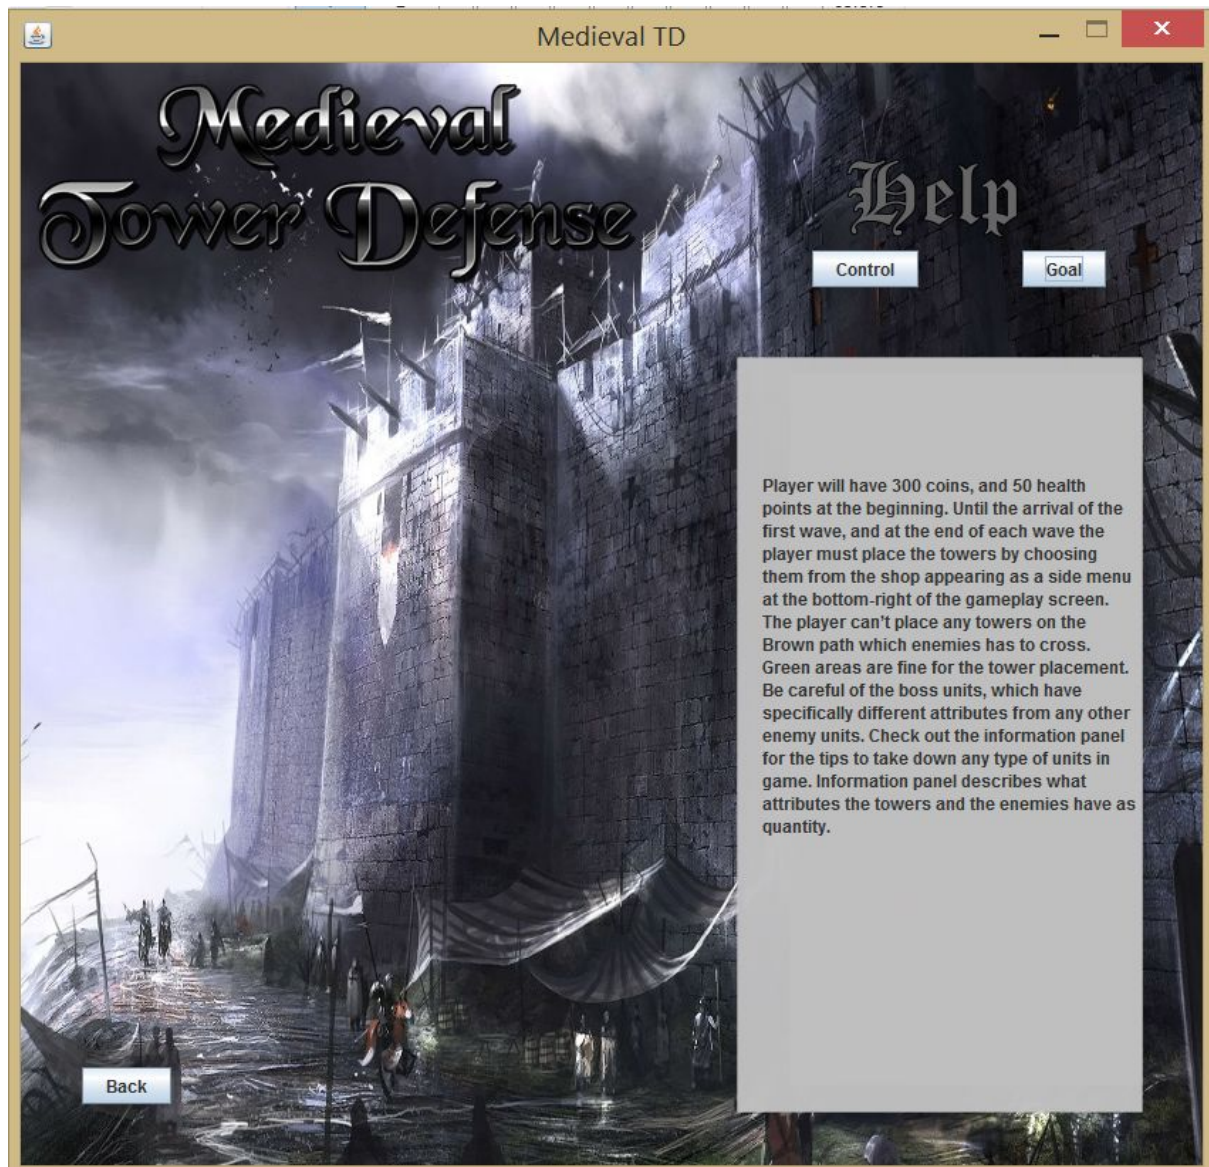 Medieval TD
Medieval
Tower Defense
Help
Control
Goal
Player will have 300 coins, and 50 health
points at the beginning. Until the arrival of the
first wave, and at the end of each wave the
player must place the towers by choosing
them from the shop appearing as a side menu
at the bottom-right of the gameplay screen.
The player can't place any towers on the
Brown path which enemies has to cross.
Green areas are fine for the tower placement.
Be careful of the boss units, which have
specifically different attributes from any other
enemy units. Check out the information panel
for the tips to take down any type of units in
game. Information panel describes what
attributes the towers and the enemies have as
quantity.
Back